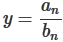 y = a_n / b_n